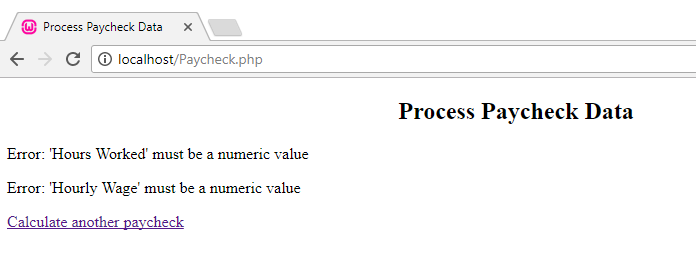 Process Paycheck Data
localhost/Paycheck.php
Process Paycheck Data
Error: 'Hours Worked' must be a numeric value
Error: 'Hourly Wage' must be a numeric value
Calculate another paycheck